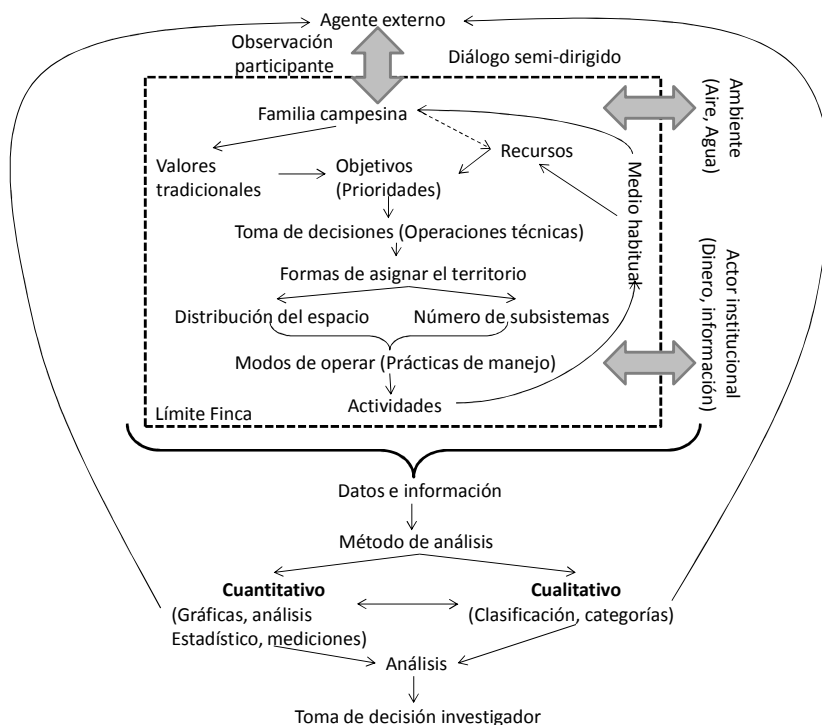 Agente externo
Observación
participante
Diálogo semi-dirigido
Familia campesina
Ambiente
(Aire, Agua)
Valores
tradicionales
Objetivos
(Prioridades)
Recursos
Medio habitual
Toma de decisiones (Operaciones técnicas)
Formas de asignar el territorio
Distribución del espacio
Número de subsistemas
Actor institucional
(Dinero, información)
Modos de operar (Prácticas de manejo)
Actividades
Límite Finca
Datos e información
Método de análisis
Cuantitativo
(Gráficas, análisis
Estadístico, mediciones)
Cualitativo
(Clasificación, categorías)
Análisis
Toma de decisión investigador